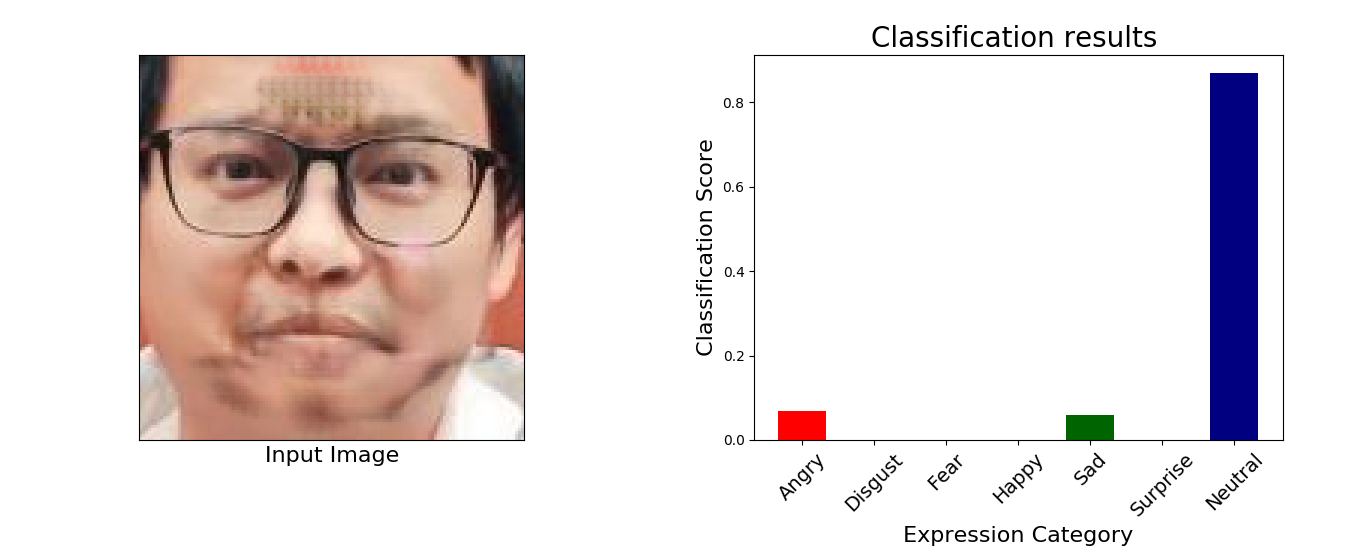 Classification results
Classification Score
0.8
0.6
0.4
0.2
0.0
Angry
Disgust
Fear
Happy
Sad
Surprise
Neutral
Input Image
Expression Category